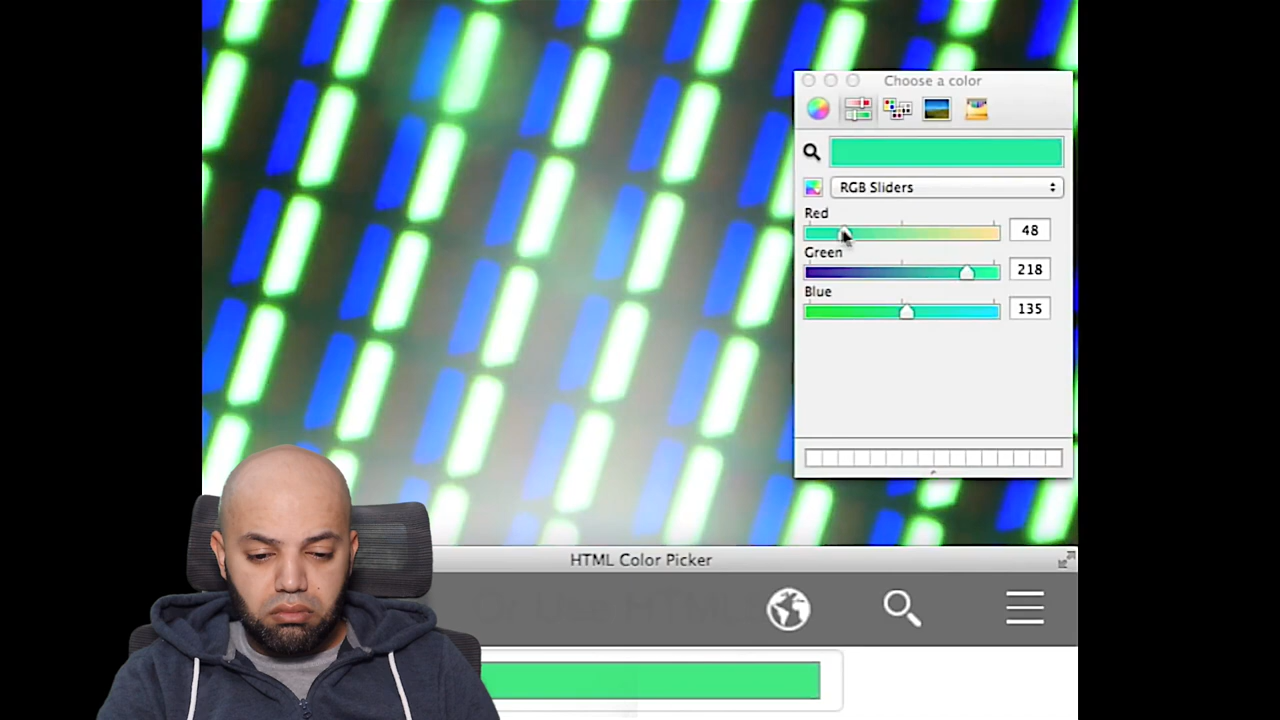 Choose a color
RGB Sliders
Red
48
Green
218
Blue
135
HTML Color Picker